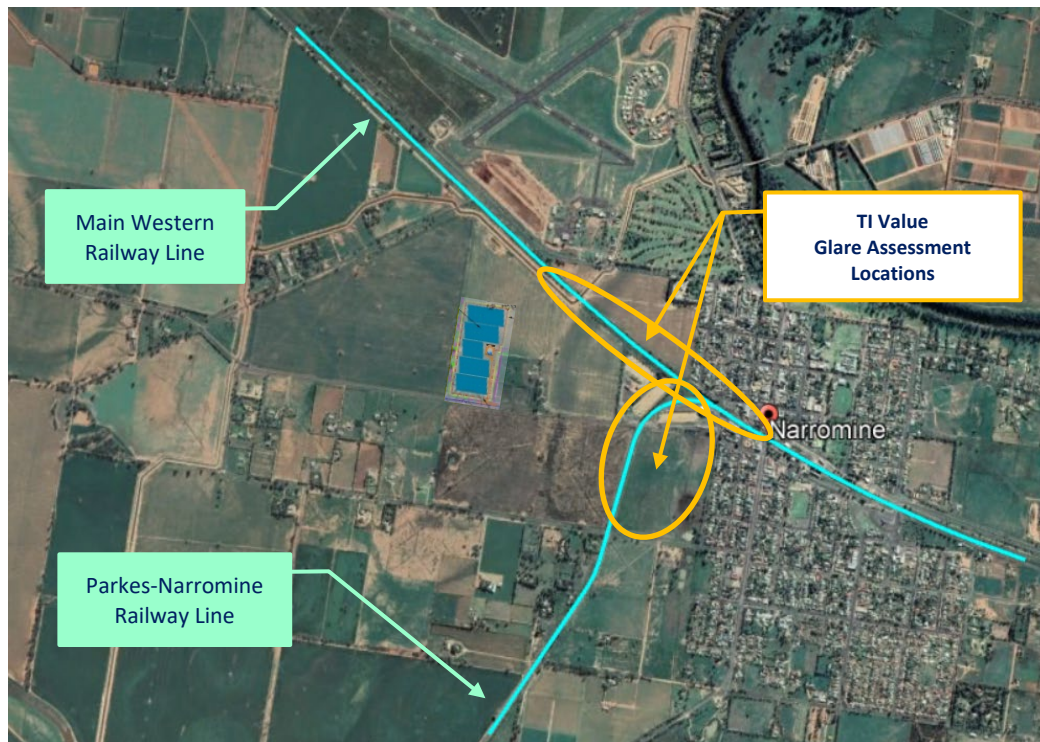 Main Western
Railway Line
TI Value
Glare Assessment
Locations
Narromine
Parkes-Narromine
Railway Line